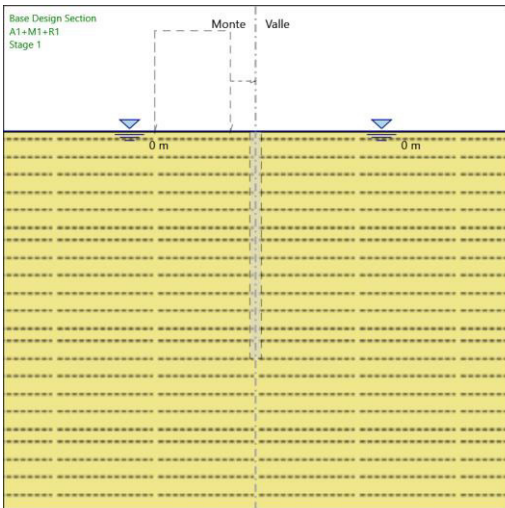 Base Design Section
A1+M1+R1
Stage 1
Monte Valle
0 m 0 m